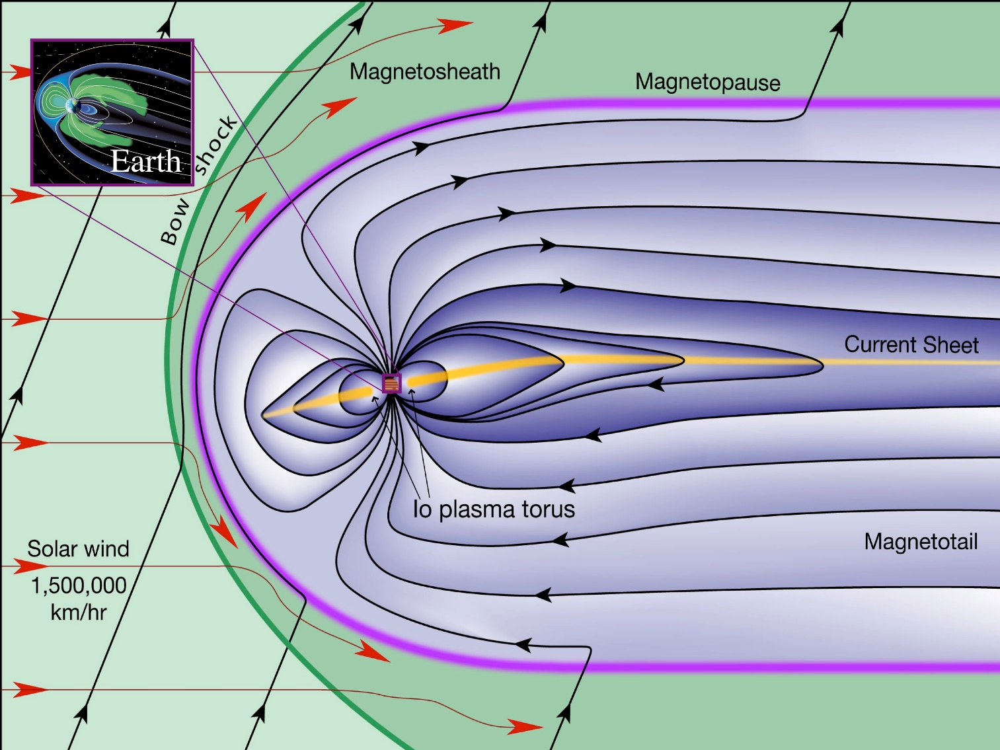 Magnetosheath
Magnetopause
Earth
Bow shock
Current Sheet
Io plasma torus
Magnetotail
Solar wind
1,500,000
km/hr